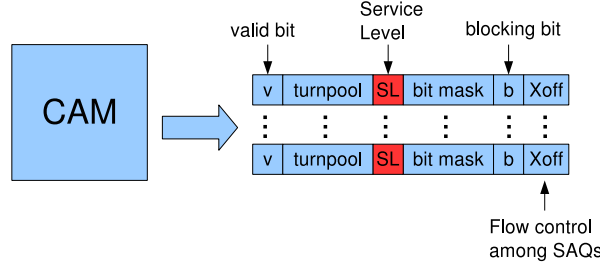 Service
Level
valid bit
blocking bit
CAM
v turnpool SL bit mask b Xoff
v turnpool SL bit mask b Xoff
Flow control
among SAQs